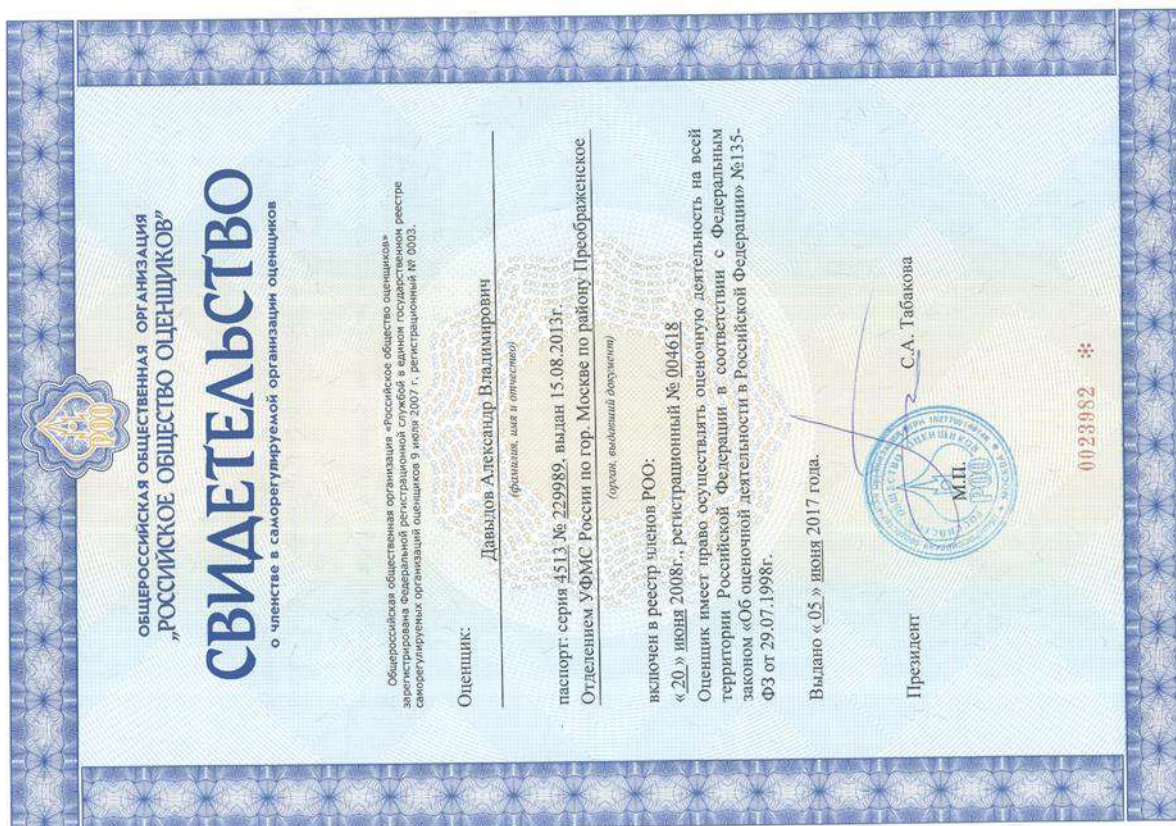 РОО
ОБЩЕРОССИЙСКАЯ ОБЩЕСТВЕННАЯ ОРГАНИЗАЦИЯ
„РОССИЙСКОЕ ОБЩЕСТВО ОЦЕНЩИКОВ”
СВИДЕТЕЛЬСТВО
о членстве в саморегулируемой организации оценщиков
Общероссийская общественная организация «Российское общество оценщиков»
зарегистрирована Федеральной регистрационной службой в едином государственном реестре
саморегулируемых организаций оценщиков 9 июля 2007 г. регистрационный № 0003.
Оценщик:
Давыдов Александр Владимирович
(фамилия, имя и отчество)
паспорт: серия 4513 № 229989, выдан 15.08.2013г.
Отделением УФМС России по гор. Москве по району Преображенское
(орган, выдавший документ)
включен в реестр членов РОО:
« 20 » июня 2008г., регистрационный № 004618
Оценщик имеет право осуществлять оценочную деятельность на всей
территории Российской Федерации в соответствии с Федеральным
законом «Об оценочной деятельности в Российской Федерации» №135-
ФЗ от 29.07.1998г.
Выдано « 05 » июня 2017 года.
Президент С.А. Табакова
М.П.
РОО
0023982 *